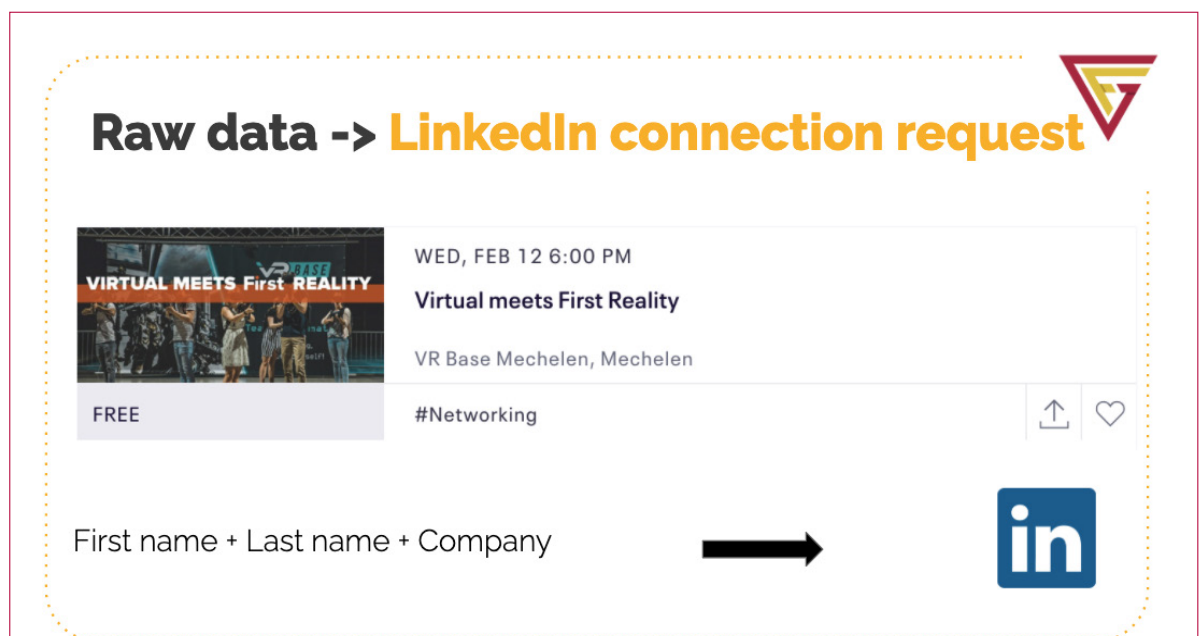 Raw data -> LinkedIn connection request
VR BASE
VIRTUAL MEETS First REALITY
WED, FEB 12 6:00 PM
Virtual meets First Reality
VR Base Mechelen, Mechelen
FREE
#Networking
First name + Last name + Company
in